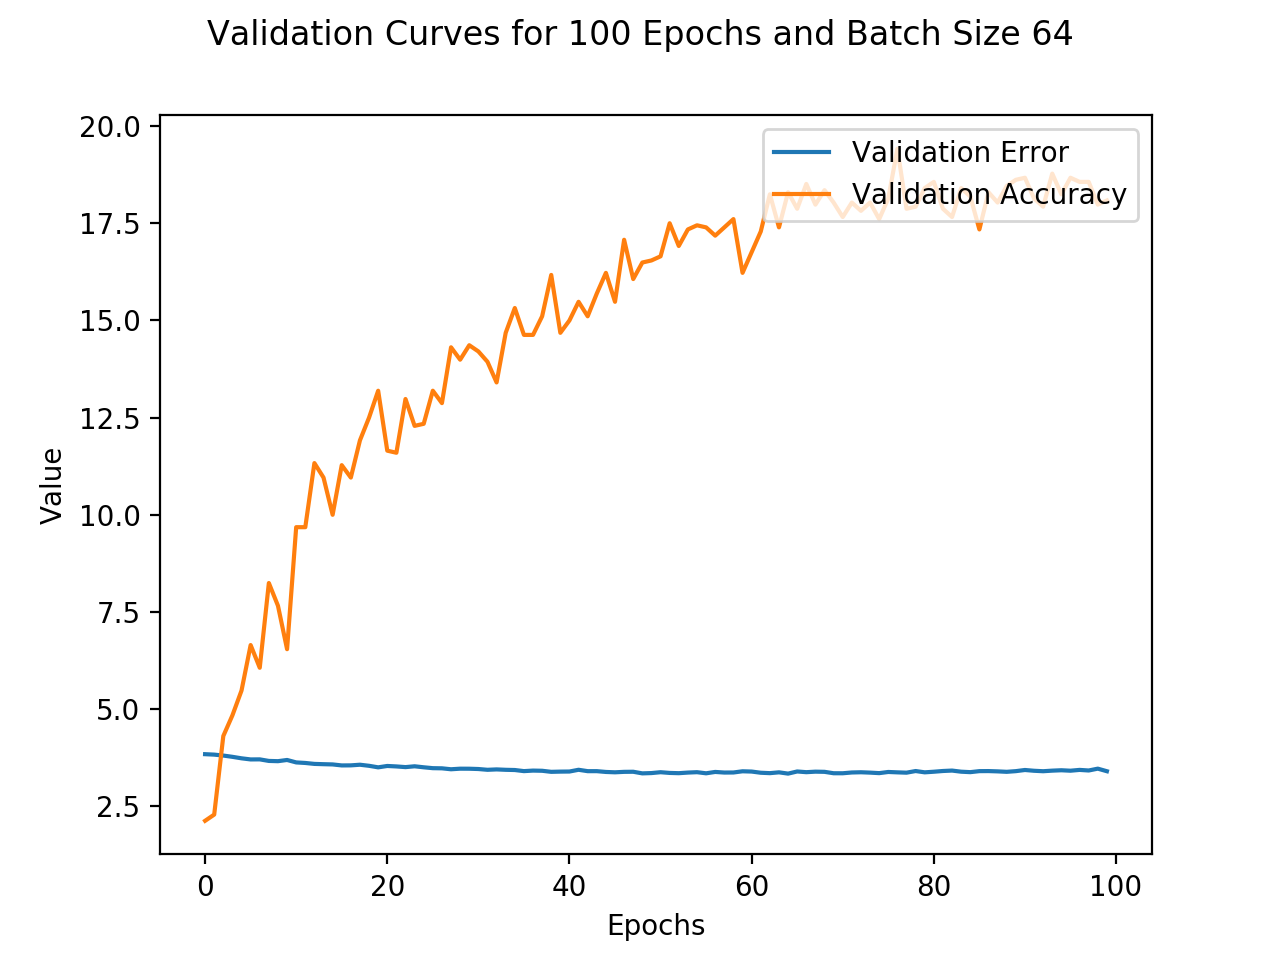 Validation Curves for 100 Epochs and Batch Size 64
20.0
17.5
15.0
12.5
10.0
7.5
5.0
2.5
Value
Validation Error
Validation Accuracy
0 20 40 60 80 100
Epochs